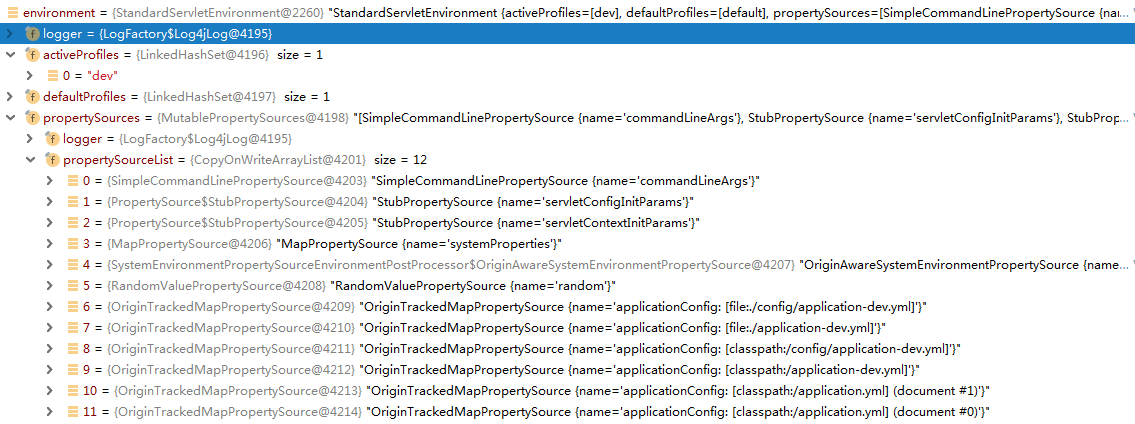 environment = {StandardServletEnvironment@2260} "StandardServletEnvironment {activeProfiles=[dev], defaultProfiles=[default], propertySources=[SimpleCommandLinePropertySource {na...
logger = {LogFactory$Log4jLog@4195}
activeProfiles = {LinkedHashSet@4196} size = 1
0 = "dev"
defaultProfiles = {LinkedHashSet@4197} size = 1
propertySources = {MutablePropertySources@4198} "[SimpleCommandLinePropertySource {name='commandLineArgs'}, StubPropertySource {name='servletConfigInitParams'}, StubProp...
logger = {LogFactory$Log4jLog@4195}
propertySourceList = {CopyOnWriteArrayList@4201} size = 12
0 = {SimpleCommandLinePropertySource@4203} "SimpleCommandLinePropertySource {name='commandLineArgs'}"
1 = {PropertySource$StubPropertySource@4204} "StubPropertySource {name='servletConfigInitParams'}"
2 = {PropertySource$StubPropertySource@4205} "StubPropertySource {name='servletContextInitParams'}"
3 = {MapPropertySource@4206} "MapPropertySource {name='systemProperties'}"
4 = {SystemEnvironmentPropertySourceEnvironmentPostProcessor$OriginAwareSystemEnvironmentPropertySource@4207} "OriginAwareSystemEnvironmentPropertySource {name...
5 = {RandomValuePropertySource@4208} "RandomValuePropertySource {name='random'}"
6 = {OriginTrackedMapPropertySource@4209} "OriginTrackedMapPropertySource {name='applicationConfig: [file:./config/application-dev.yml]'}"
7 = {OriginTrackedMapPropertySource@4210} "OriginTrackedMapPropertySource {name='applicationConfig: [file:./application-dev.yml]'}"
8 = {OriginTrackedMapPropertySource@4211} "OriginTrackedMapPropertySource {name='applicationConfig: [classpath:/config/application-dev.yml]'}"
9 = {OriginTrackedMapPropertySource@4212} "OriginTrackedMapPropertySource {name='applicationConfig: [classpath:/application-dev.yml]'}"
10 = {OriginTrackedMapPropertySource@4213} "OriginTrackedMapPropertySource {name='applicationConfig: [classpath:/application.yml] (document #1)'}"
11 = {OriginTrackedMapPropertySource@4214} "OriginTrackedMapPropertySource {name='applicationConfig: [classpath:/application.yml] (document #0)'}"